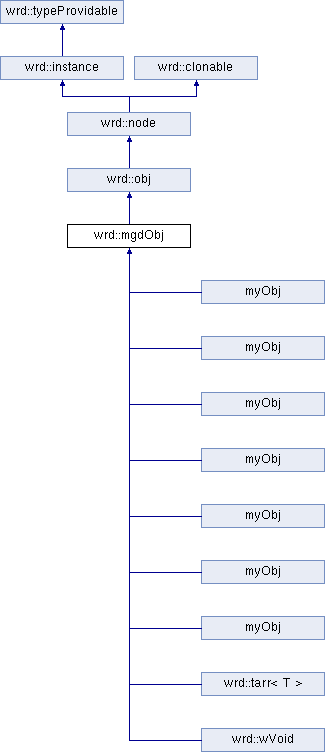 wrd::typeProvidable
wrd::instance
wrd::clonable
wrd::node
wrd::obj
wrd::mgdObj
myObj
myObj
myObj
myObj
myObj
myObj
myObj
wrd::tarr< T >
wrd::wVoid